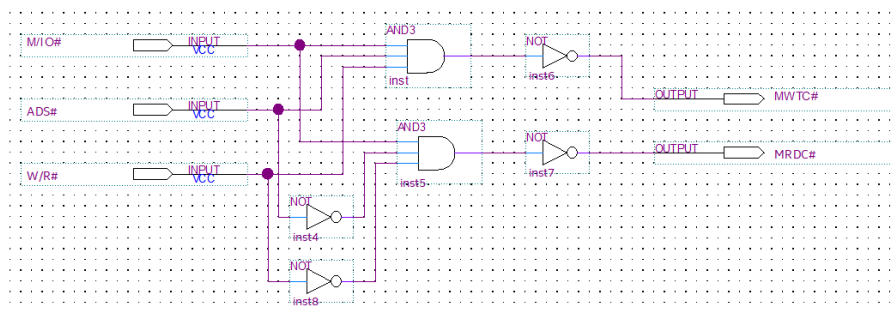 M/IO#
INPUT
VCC
AND3
inst
NOT
inst6
OUTPUT
MWTC#
ADS#
INPUT
VCC
AND3
inst5
NOT
inst7
OUTPUT
MRDC#
W/R#
INPUT
VCC
NOT
inst4
NOT
inst8